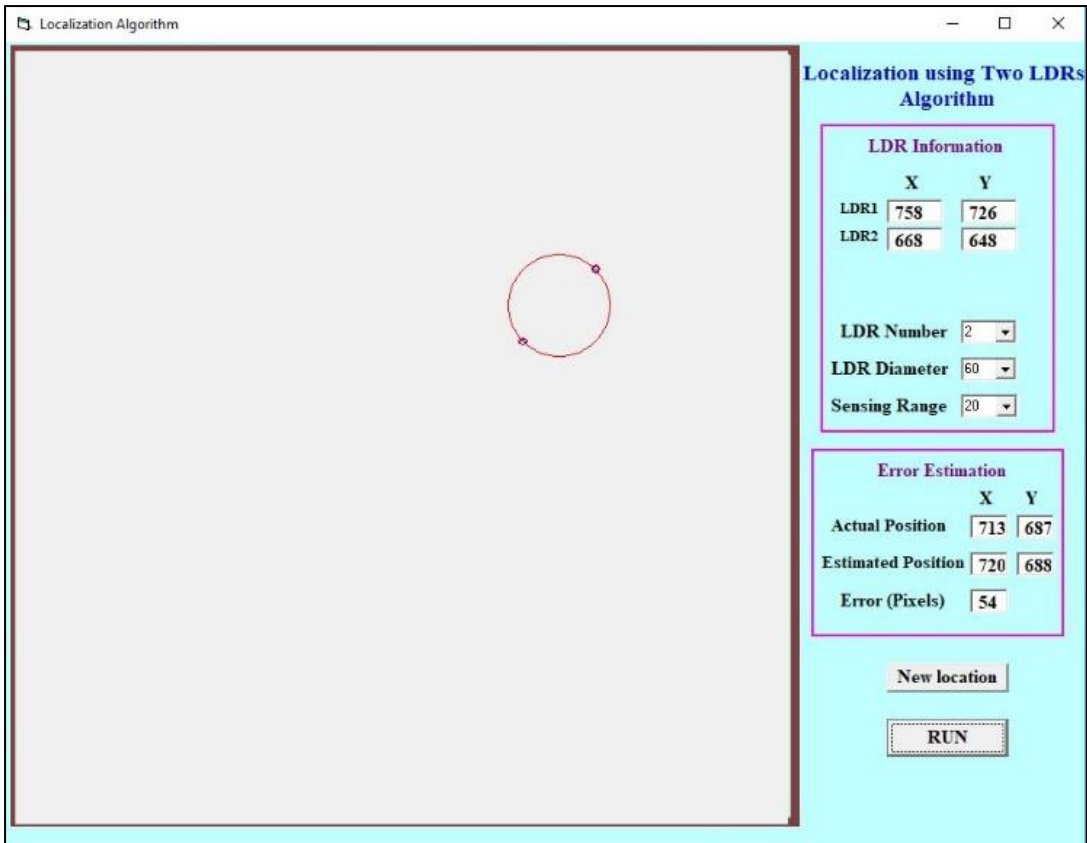 Localization Algorithm
Localization using Two LDRs
Algorithm
LDR Information
X Y
LDR1 758 726
LDR2 668 648
LDR Number 2
LDR Diameter 60
Sensing Range 20
Error Estimation
X Y
Actual Position 713 687
Estimated Position 720 688
Error (Pixels) 54
New location
RUN